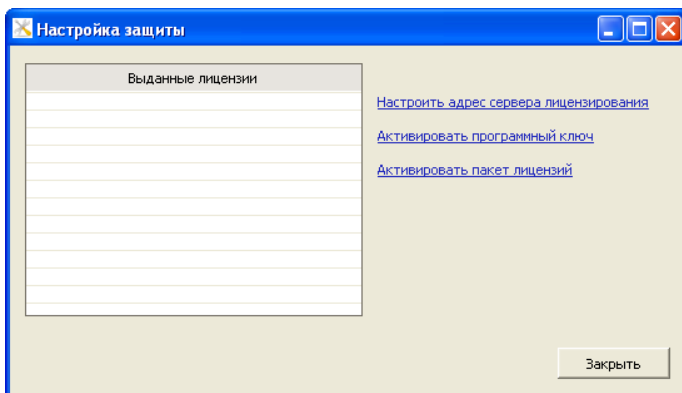 Настройка защиты
Выданные лицензии
Настроить адрес сервера лицензирования
Активировать программный ключ
Активировать пакет лицензий
Закрыть